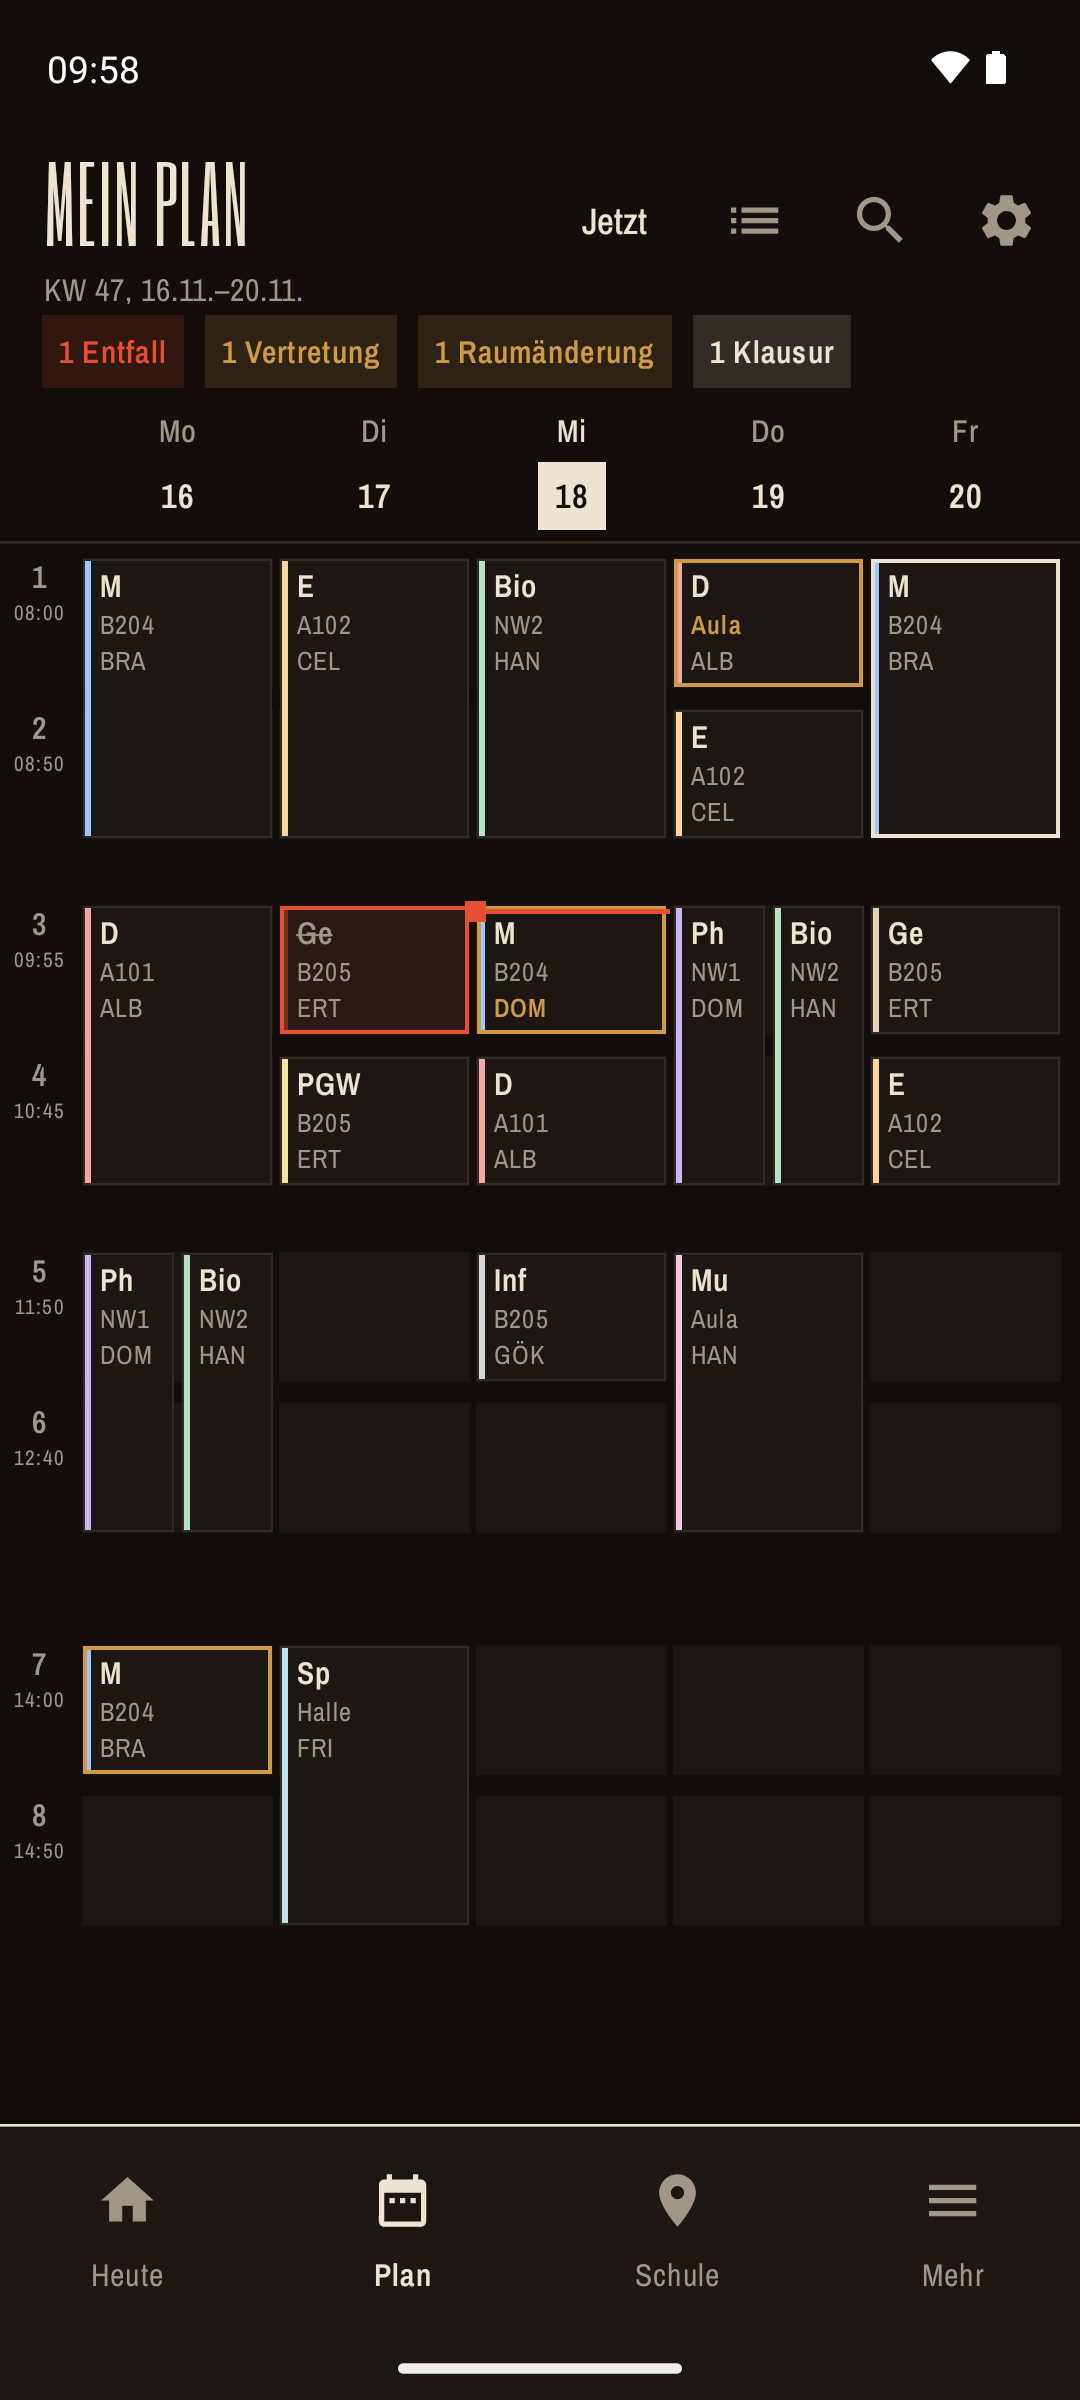 09:58
MEIN PLAN
Jetzt
KW 47, 16.11.–20.11.
1 Entfall
1 Vertretung
1 Raumänderung
1 Klausur
Mo
Di
Mi
Do
Fr
16
17
18
19
20
1
08:00
M
B204
BRA
E
A102
CEL
Bio
NW2
HAN
D
Aula
ALB
M
B204
BRA
2
08:50
E
A102
CEL
3
09:55
D
A101
ALB
Ge
B205
ERT
M
B204
DOM
Ph
NW1
DOM
Bio
NW2
HAN
Ge
B205
ERT
4
10:45
PGW
B205
ERT
D
A101
ALB
E
A102
CEL
5
11:50
Ph
NW1
DOM
Bio
NW2
HAN
Inf
B205
GÖK
Mu
Aula
HAN
6
12:40
7
14:00
M
B204
BRA
Sp
Halle
FRI
8
14:50
Heute
Plan
Schule
Mehr